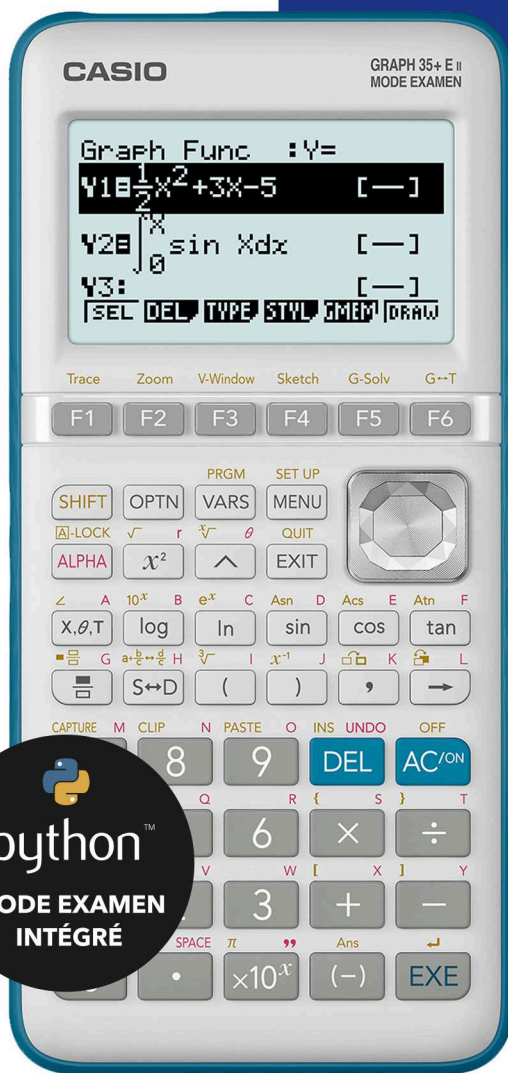 CASIO
GRAPH 35+ E II
MODE EXAMEN
Graph Func :Y=
Y1=1/2X²+3X-5 [—]
Y2=∫₀ˣ sin Xdx [—]
Y3: [—]
SEL DEL TYPE STYL GMEM DRAW
Trace Zoom V-Window Sketch G-Solv G↔T
F1 F2 F3 F4 F5 F6
PRGM SET UP
SHIFT OPTN VARS MENU
A-LOCK √ r ˣ√ θ QUIT
ALPHA x² ^ EXIT
∠ A 10ˣ B eˣ C Asn D Acs E Atn F
X,θ,T log ln sin cos tan
G a+b/c↔d/c H ³√ I x⁻¹ J K L
S↔D ( ) , →
CAPTURE M CLIP N PASTE O INS UNDO OFF
8 9 DEL AC/ON
Q R { S } T
6 × ÷
V W [ X ] Y
3 + −
SPACE π " Ans ↵
. ×10ˣ (−) EXE
python™
MODE EXAMEN
INTÉGRÉ